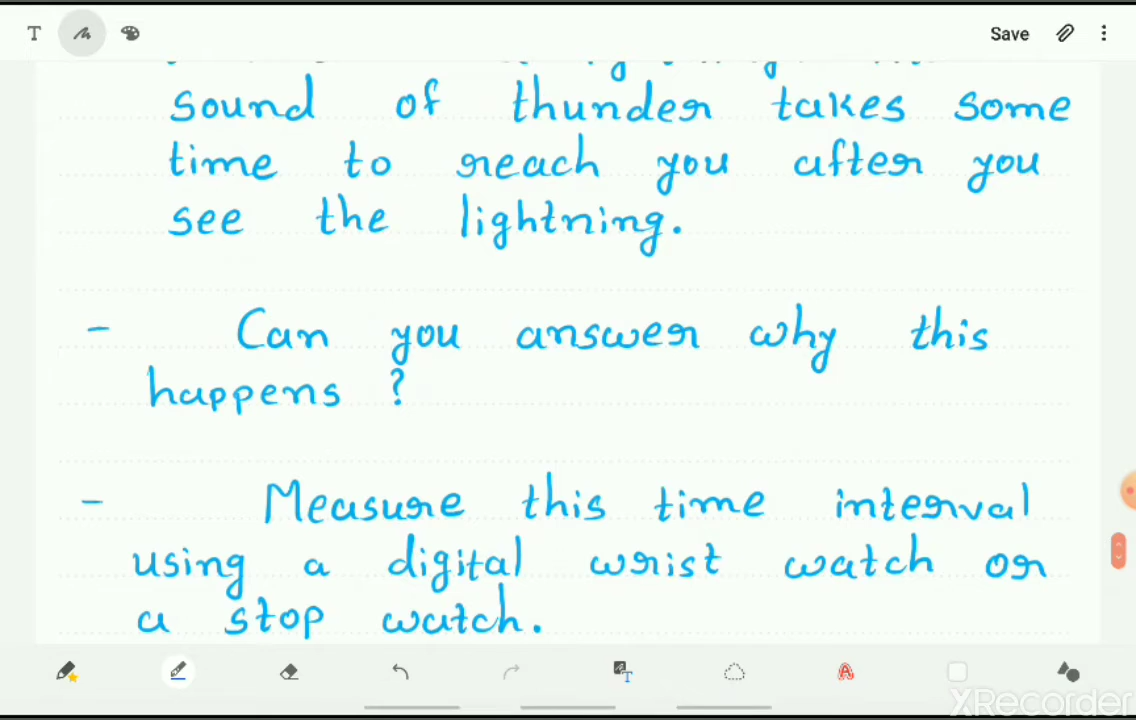 T
Save
sound of thunder takes some
time to reach you after you
see the lightning.
- Can you answer why this
happens ?
- Measure this time interval
using a digital wrist watch or
a stop watch.
T
A
XRecorder